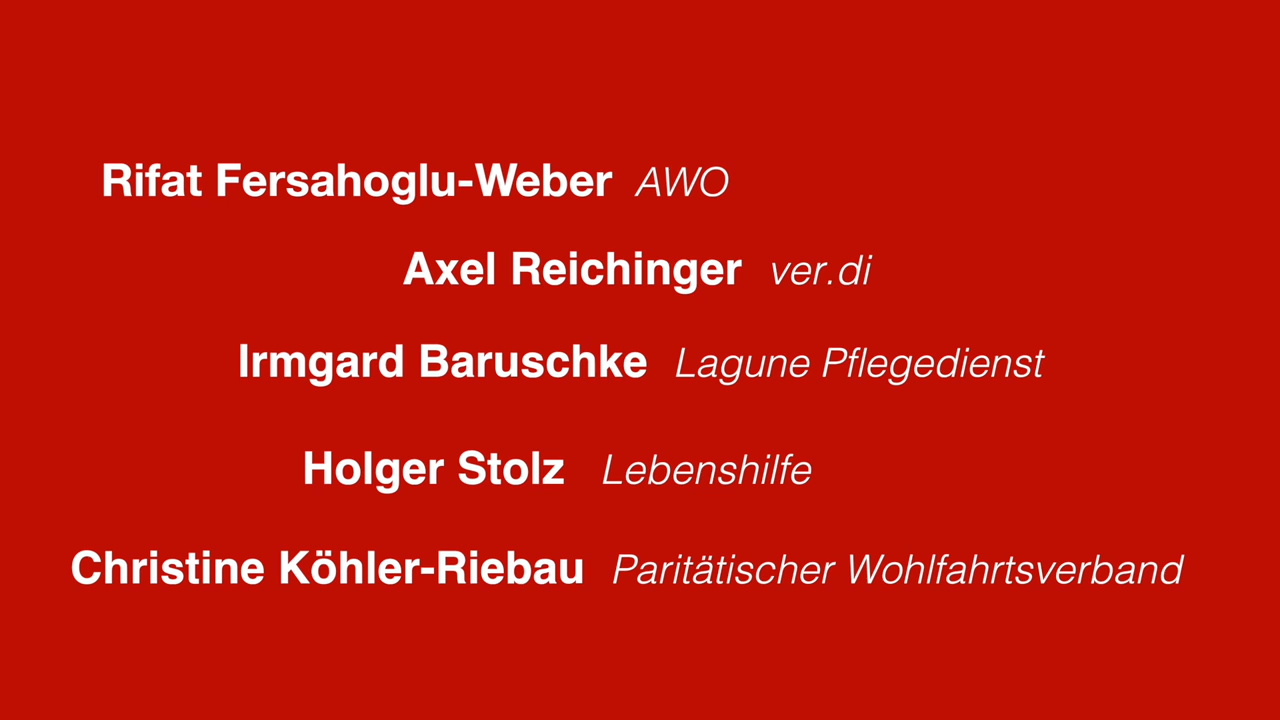 Rifat Fersahoglu-Weber AWO
Axel Reichinger ver.di
Irmgard Baruschke Lagune Pflegedienst
Holger Stolz Lebenshilfe
Christine Köhler-Riebau Paritätischer Wohlfahrtsverband